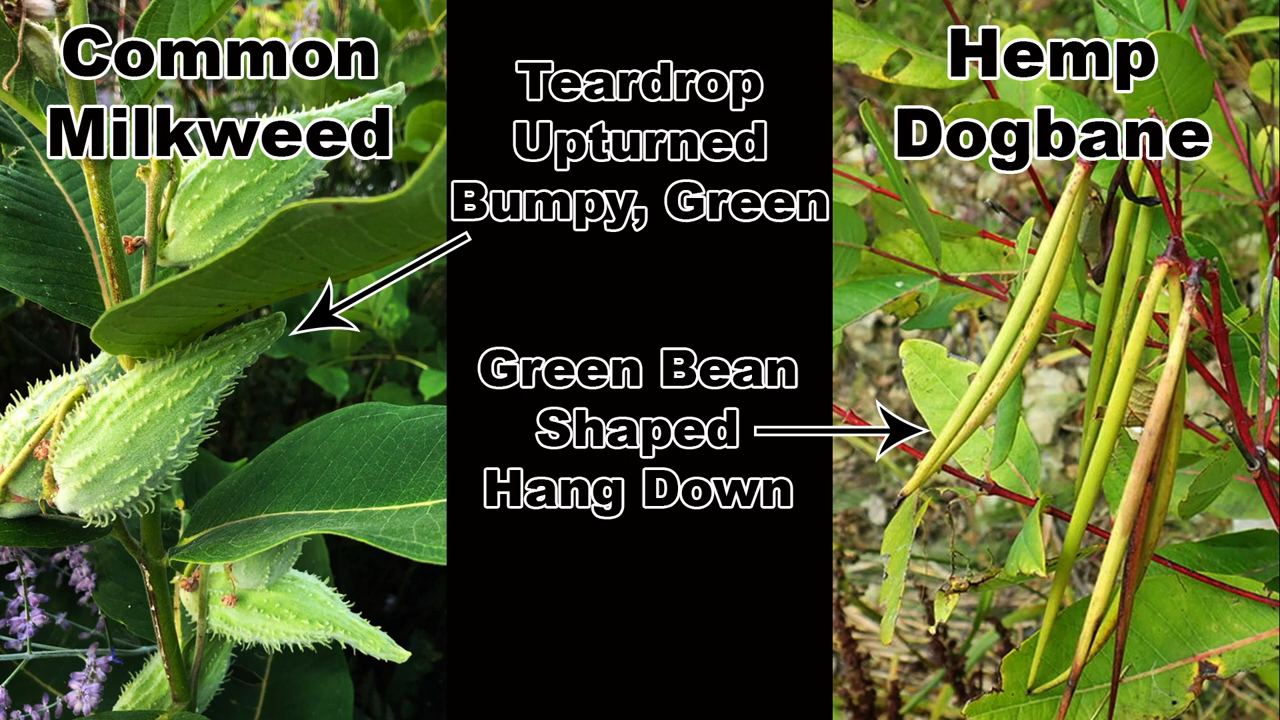 Common
Milkweed
Teardrop
Upturned
Bumpy, Green
Green Bean
Shaped
Hang Down
Hemp
Dogbane